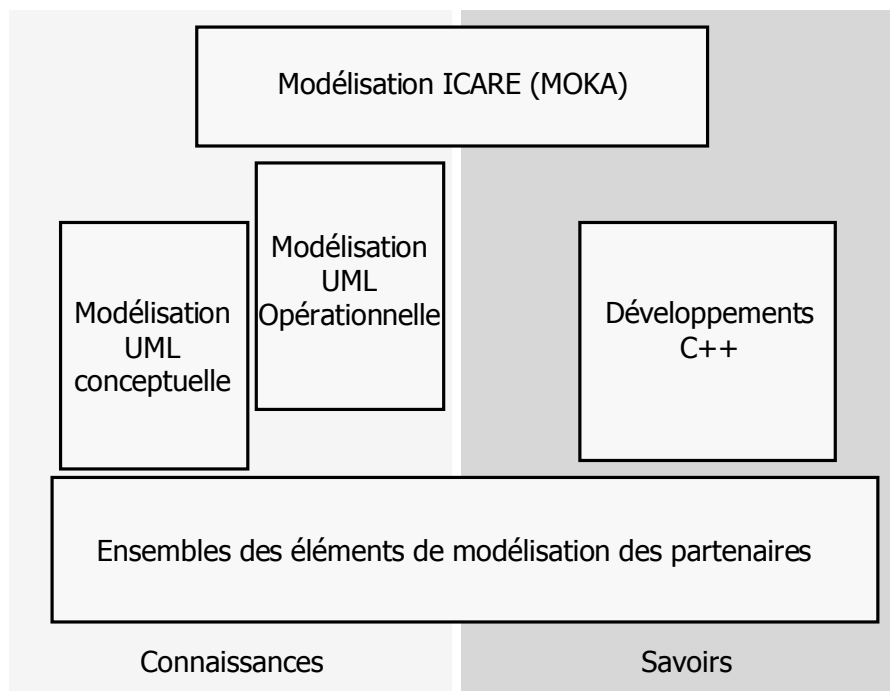 Modélisation ICARE (MOKA)
Modélisation
UML
Opérationnelle
Modélisation
UML
conceptuelle
Développements
C++
Ensembles des éléments de modélisation des partenaires
Connaissances
Savoirs